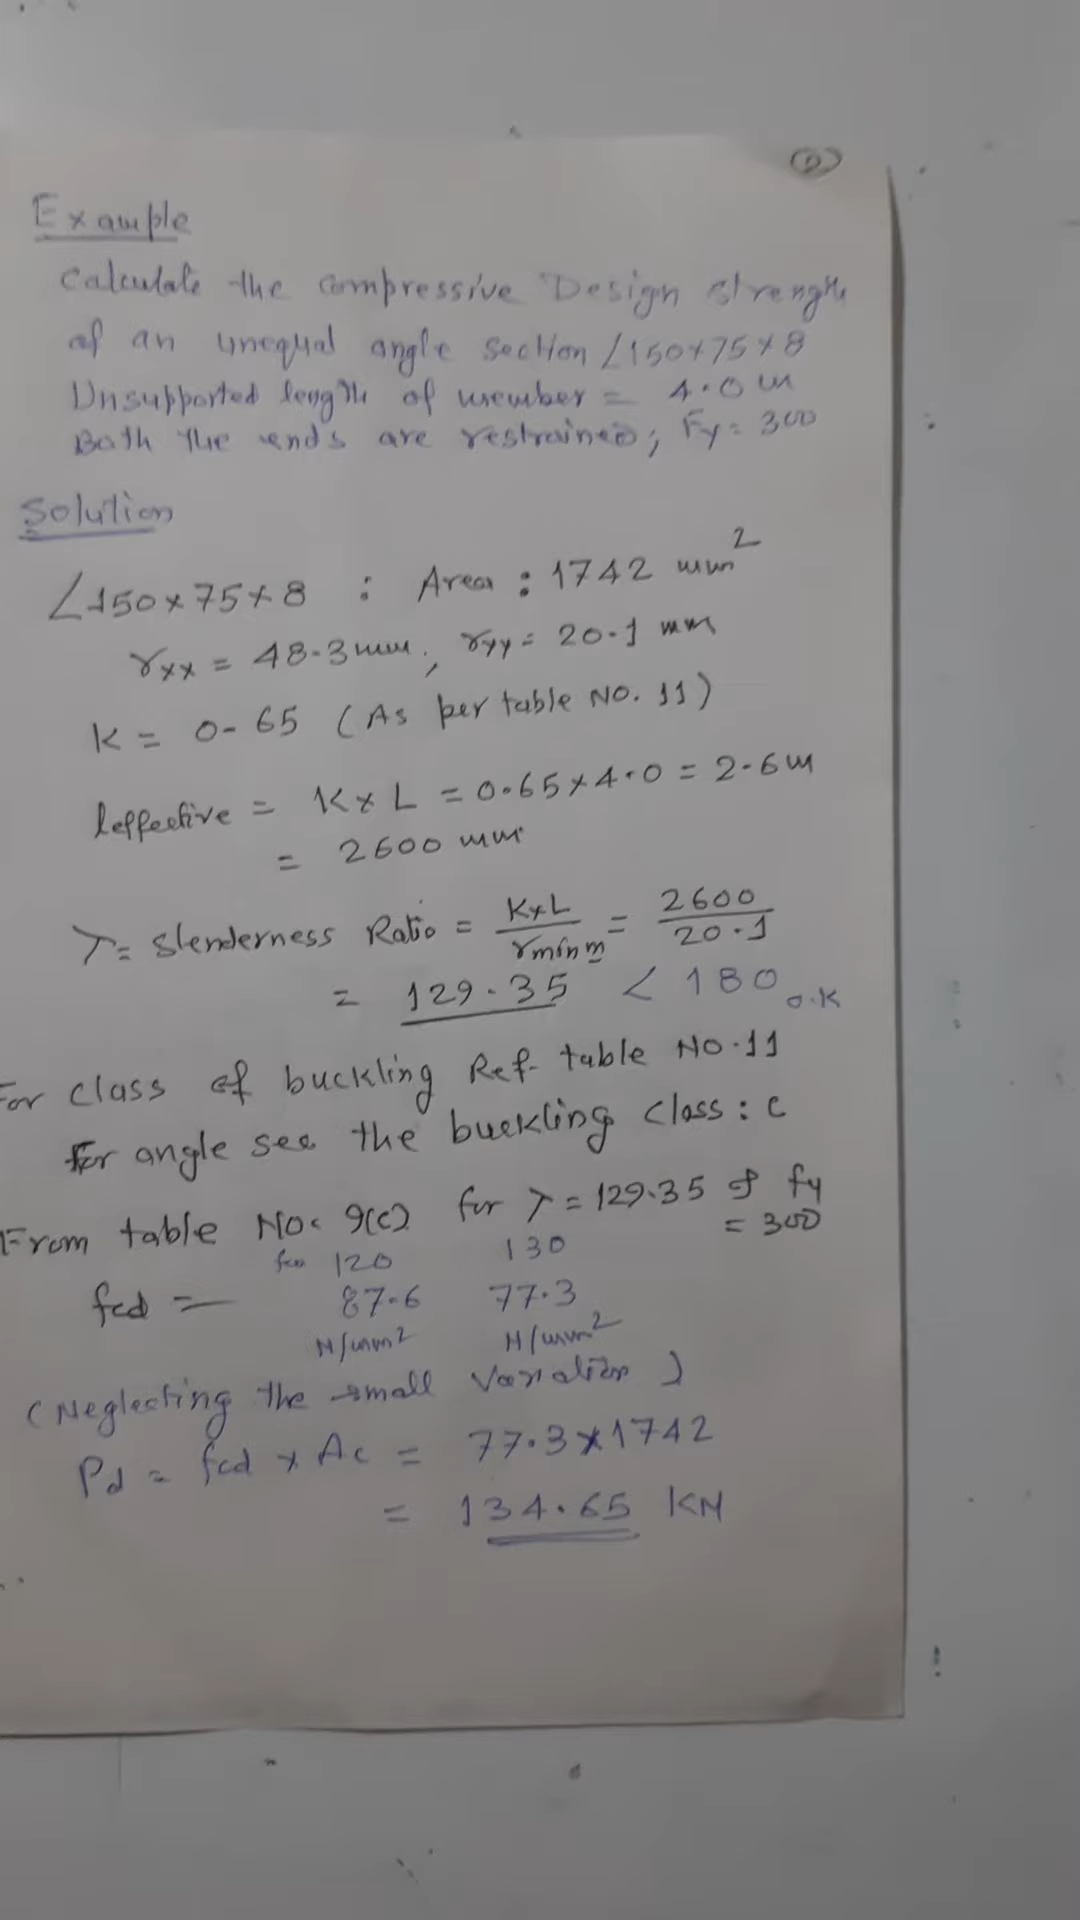 (2)
Example
Calculate the compressive Design strength
of an unequal angle section ∠150×75×8
Unsupported length of member = 4.0 m
Both the ends are restrained; Fy = 300
Solution
∠150×75×8 : Area : 1742 mm²
rxx = 48.3 mm, ryy = 20.1 mm
K = 0.65 (As per table No. 11)
leffective = K × L = 0.65 × 4.0 = 2.6 m
= 2600 mm
λ = Slenderness Ratio = K×L / rminm = 2600 / 20.1
= 129.35 < 180 o.k
For class of buckling Ref. table No. 11
For angle see the buckling class : c
From table No. 9(c) for λ = 129.35 & fy
= 300
for 120 130
fcd = 87.6 77.3
N/mm² N/mm²
(Neglecting the small variation)
Pd = fcd × Ac = 77.3 × 1742
= 134.65 KN